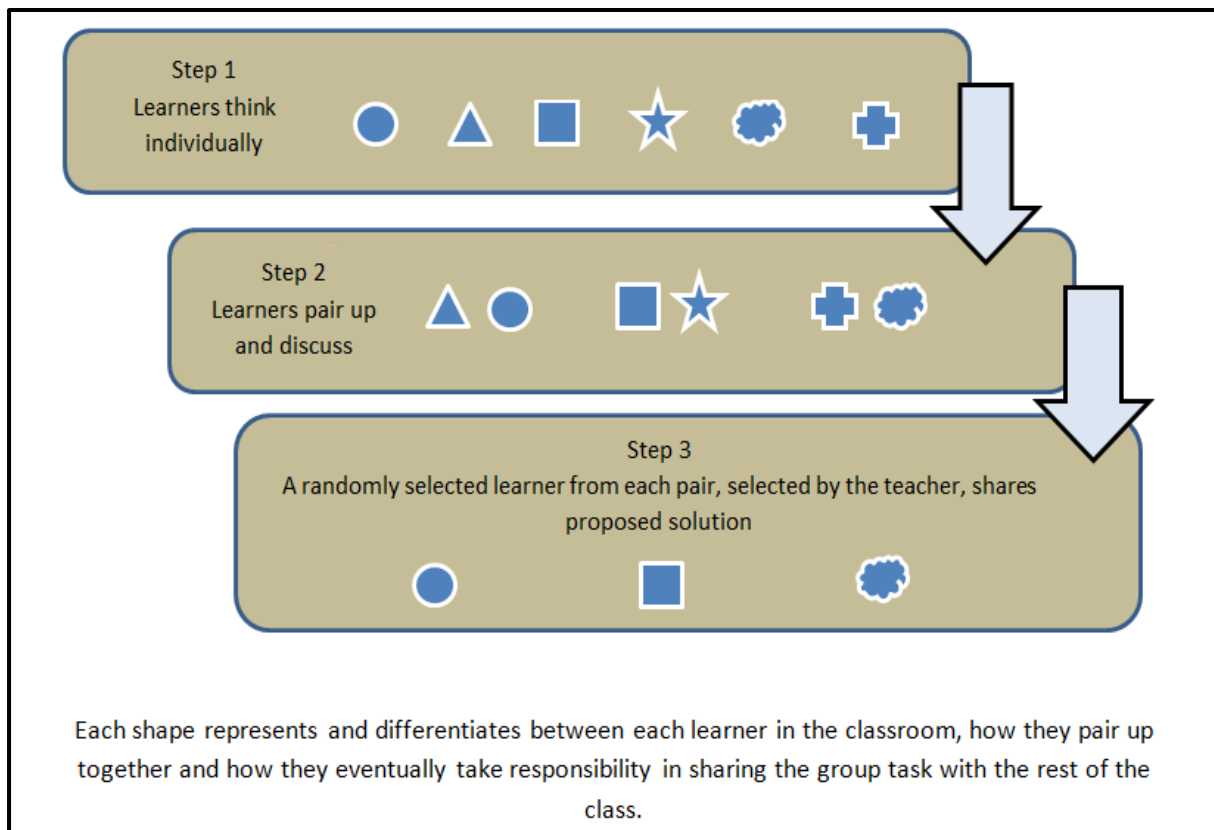 Step 1
Learners think
individually
Step 2
Learners pair up
and discuss
Step 3
A randomly selected learner from each pair, selected by the teacher, shares
proposed solution
Each shape represents and differentiates between each learner in the classroom, how they pair up
together and how they eventually take responsibility in sharing the group task with the rest of the
class.